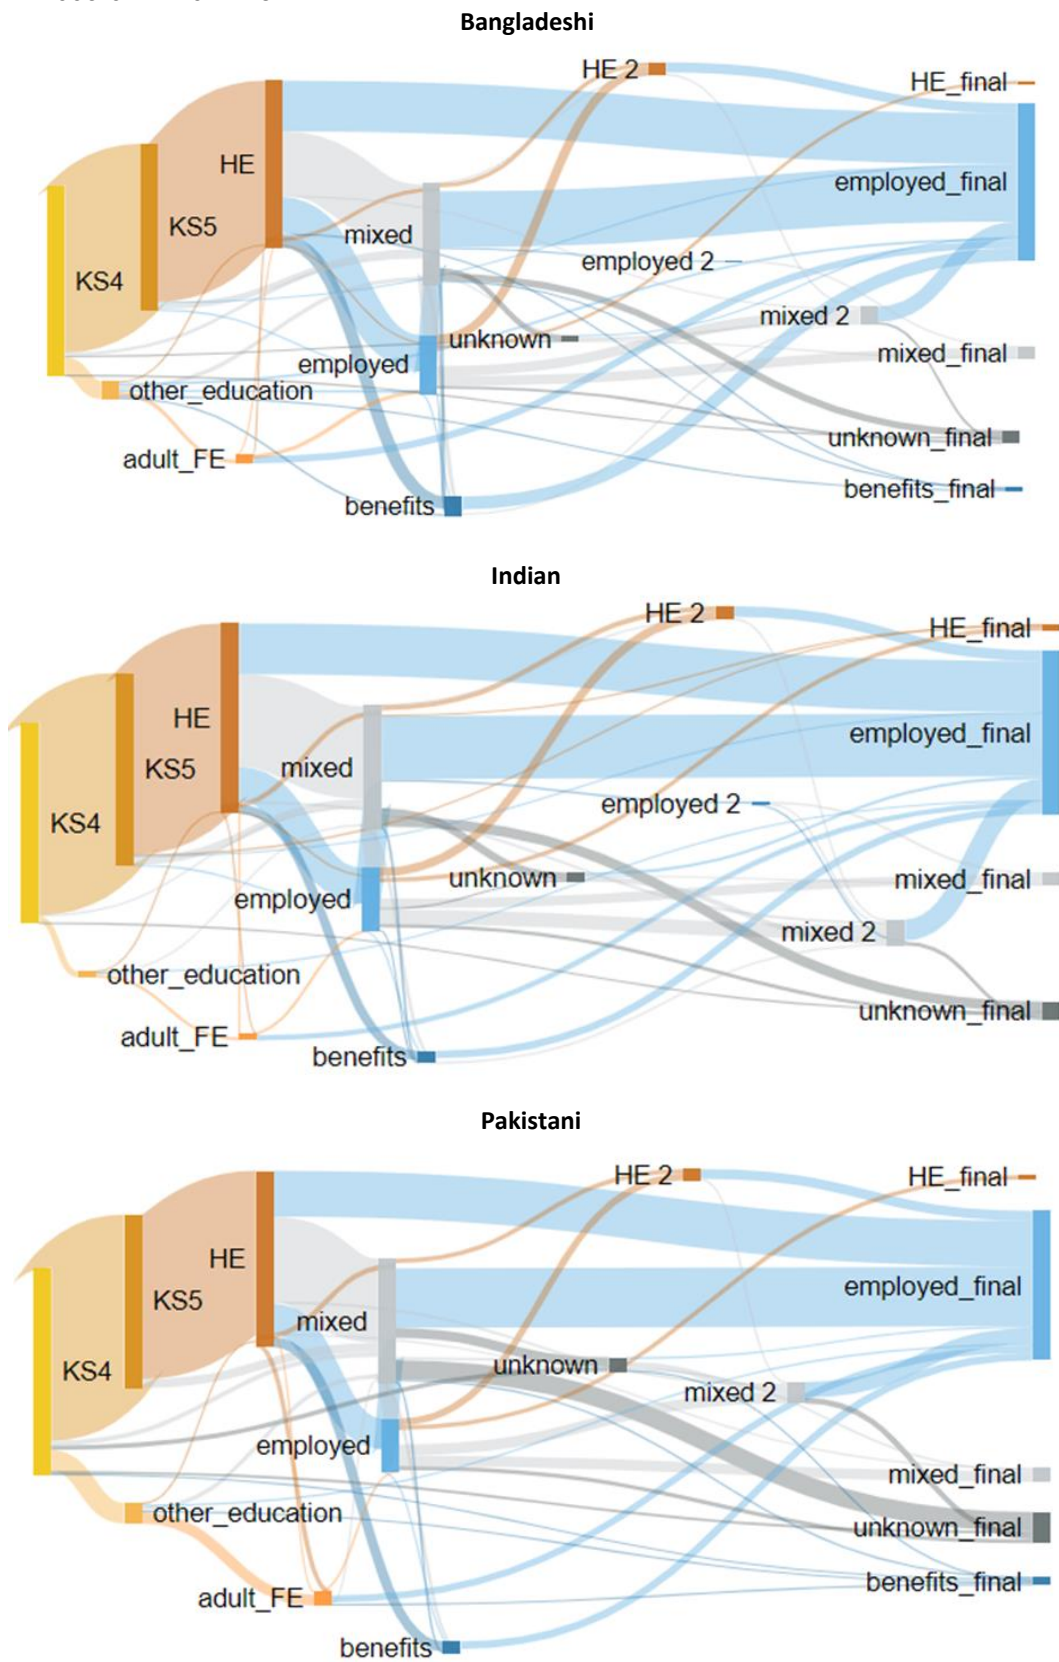 Bangladeshi
HE 2
HE_final
HE
employed_final
KS5
mixed
employed 2
KS4
mixed 2
unknown
mixed_final
employed
other_education
unknown_final
adult_FE
benefits_final
benefits
Indian
HE 2
HE_final
HE
employed_final
KS5
mixed
employed 2
KS4
unknown
mixed_final
employed
mixed 2
other_education
unknown_final
adult_FE
benefits
Pakistani
HE 2
HE_final
HE
employed_final
KS5
mixed
unknown
KS4
mixed 2
employed
mixed_final
other_education
unknown_final
benefits_final
adult_FE
benefits